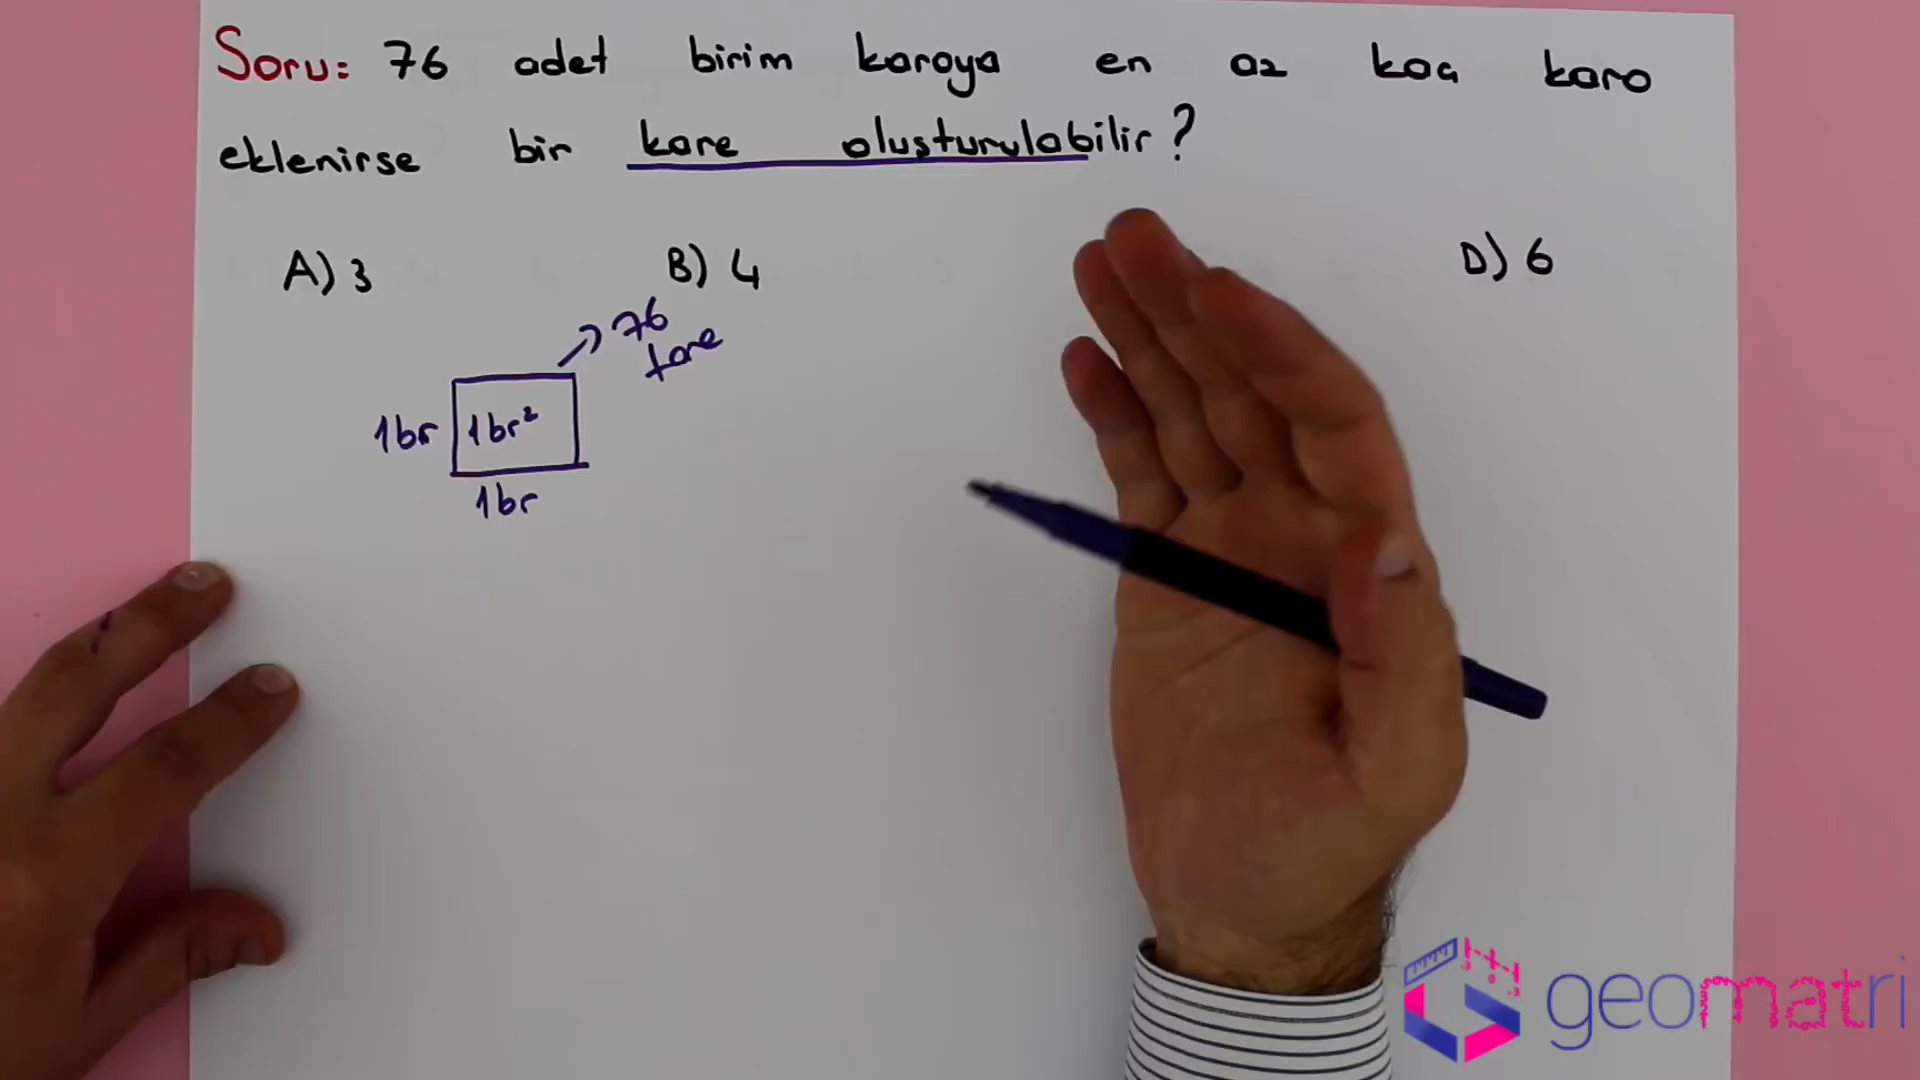 Soru: 76 adet birim karoya en az kaç karo
eklenirse bir kare oluşturulabilir?
A) 3 B) 4 D) 6
76
tane
1br 1br²
1br
geomatri